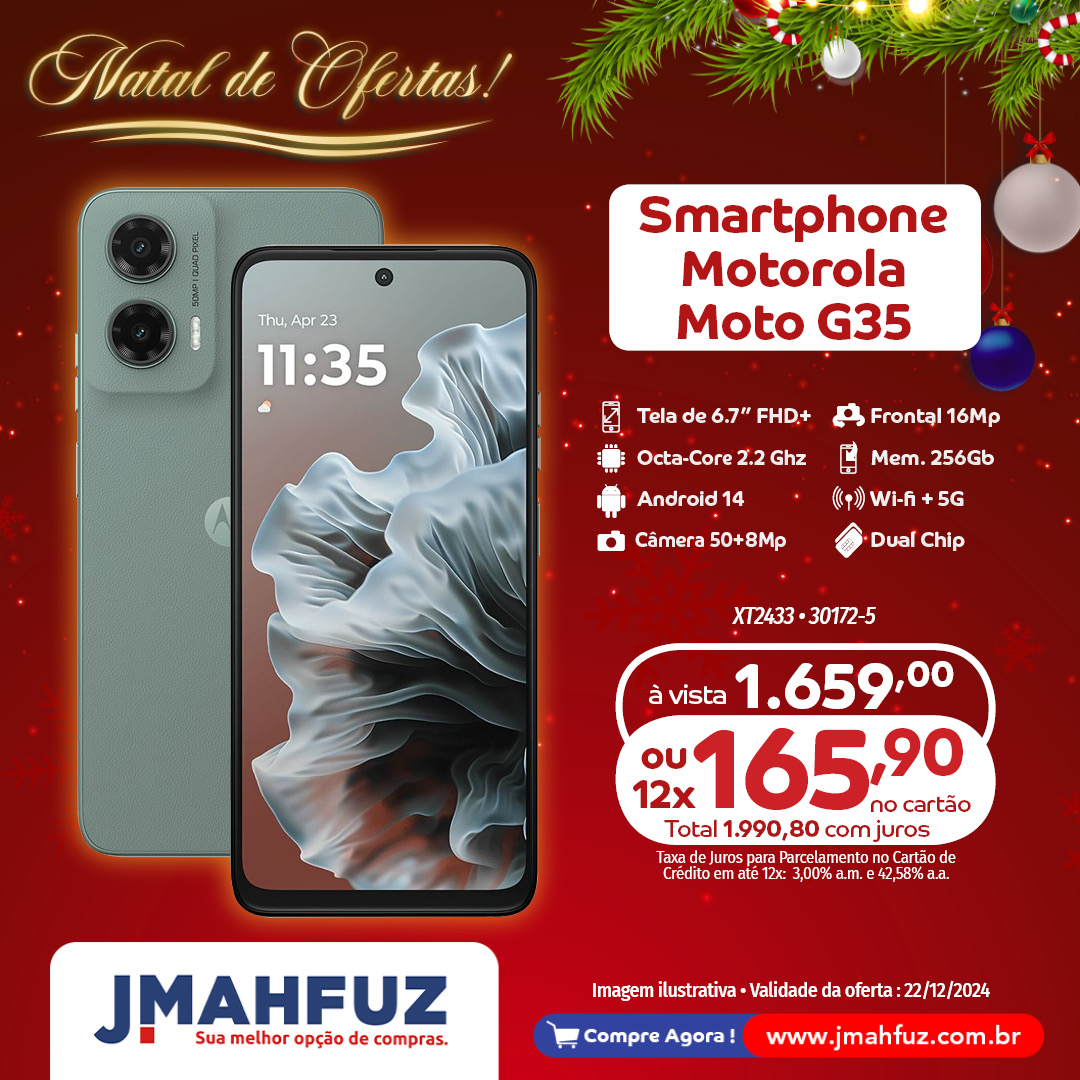 Natal de Ofertas!
50MP | QUAD PIXEL
Thu, Apr 23
11:35
Smartphone
Motorola
Moto G35
Tela de 6.7” FHD+
Frontal 16Mp
Octa-Core 2.2 Ghz
Mem. 256Gb
Android 14
Wi-fi + 5G
Câmera 50+8Mp
Dual Chip
XT2433 • 30172-5
à vista 1.659,00
ou 12x 165,90 no cartão
Total 1.990,80 com juros
Taxa de Juros para Parcelamento no Cartão de
Crédito em até 12x: 3,00% a.m. e 42,58% a.a.
JMAHFUZ
Sua melhor opção de compras.
Imagem ilustrativa • Validade da oferta : 22/12/2024
Compre Agora ! www.jmahfuz.com.br